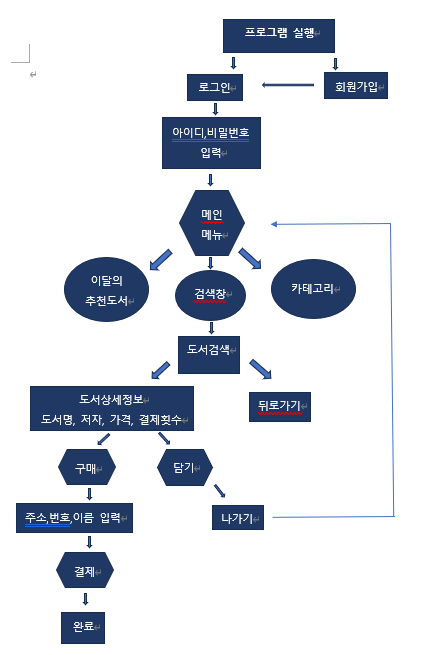 프로그램 실행
로그인
회원가입
아이디,비밀번호
입력
메인
메뉴
이달의
추천도서
검색창
카테고리
도서검색
도서상세정보
도서명, 저자, 가격, 결제횟수
뒤로가기
구매
담기
주소,번호,이름 입력
나가기
결제
완료